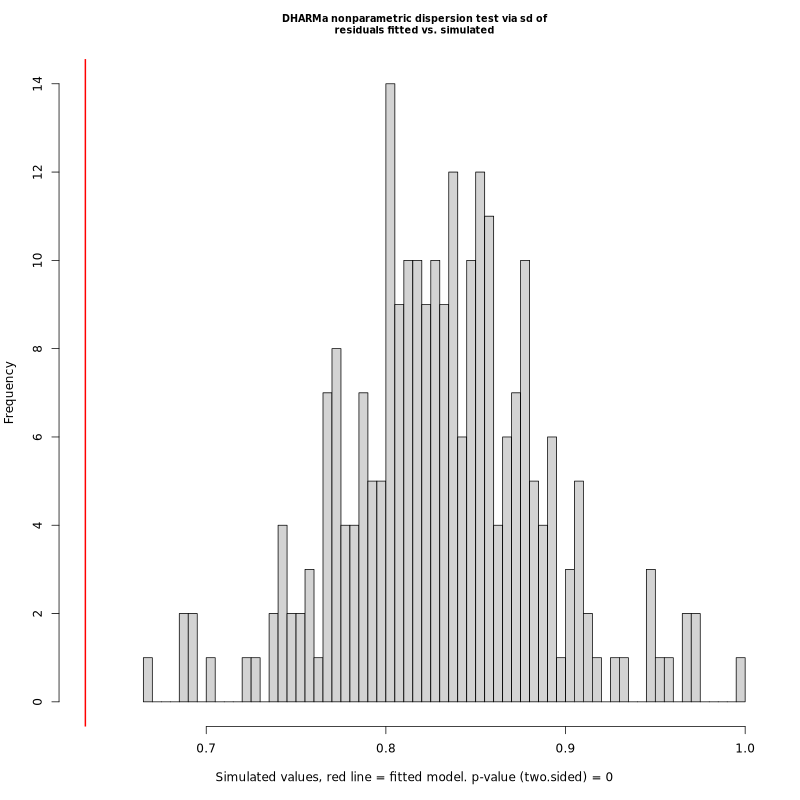 DHARMa nonparametric dispersion test via sd of
residuals fitted vs. simulated
Frequency
14
12
10
8
6
4
2
0
0.7 0.8 0.9 1.0
Simulated values, red line = fitted model. p-value (two.sided) = 0